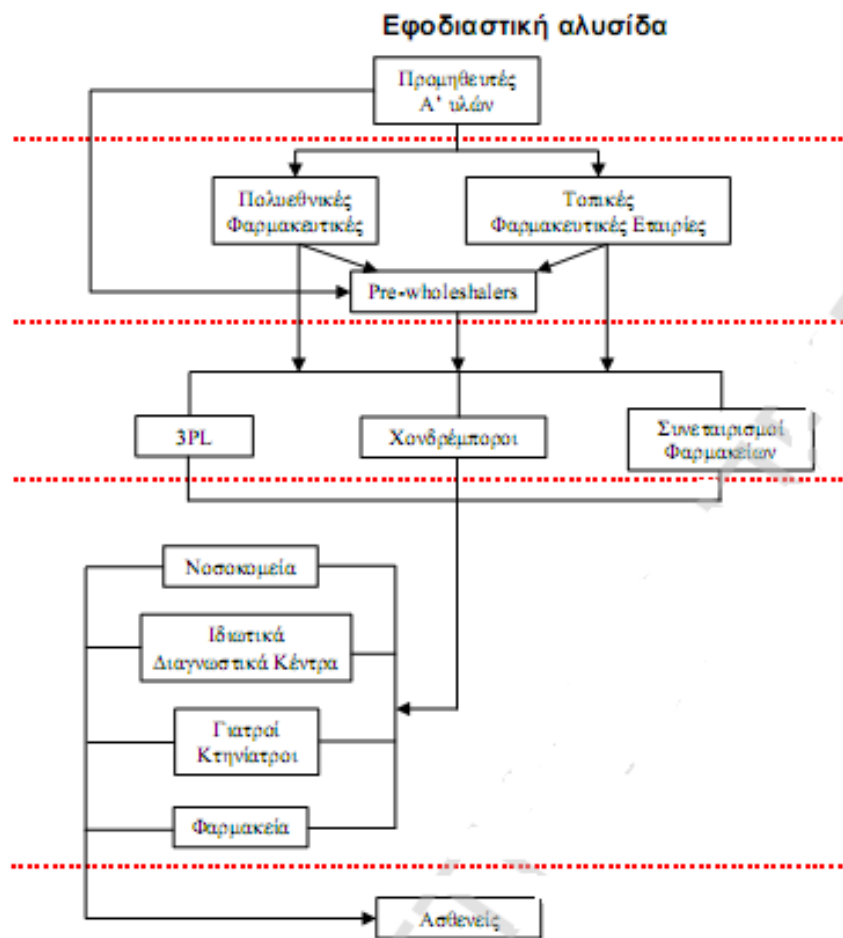 Εφοδιαστική αλυσίδα
Προμηθευτές
Α' υλών
Πολυεθνικές
Φαρμακευτικές
Τοπικές
Φαρμακευτικές Εταιρίες
Pre-wholeshalers
3PL
Χονδρέμποροι
Συνεταιρισμοί
Φαρμακείων
Νοσοκομεία
Ιδιωτικά
Διαγνωστικά Κέντρα
Γιατροί
Κτηνίατροι
Φαρμακεία
Ασθενείς